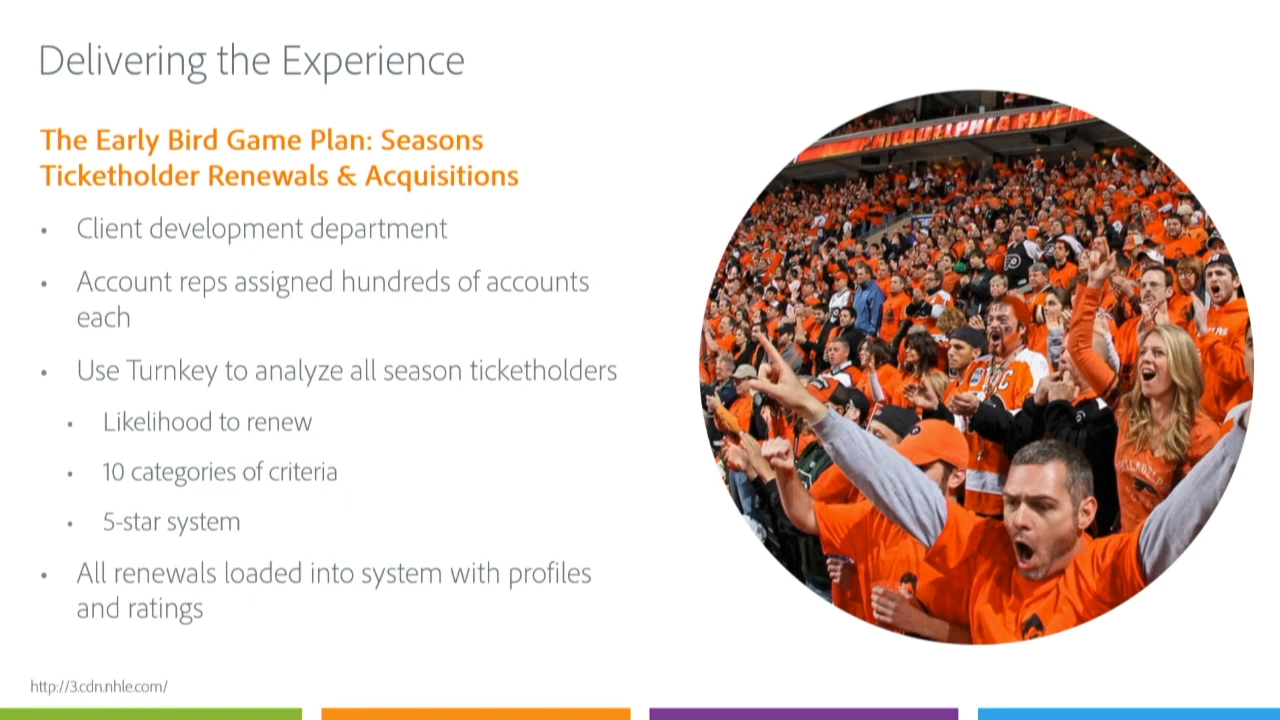 Delivering the Experience
The Early Bird Game Plan: Seasons
Ticketholder Renewals & Acquisitions
• Client development department
• Account reps assigned hundreds of accounts
each
• Use Turnkey to analyze all season ticketholders
• Likelihood to renew
• 10 categories of criteria
• 5-star system
• All renewals loaded into system with profiles
and ratings
http://3.cdn.nhle.com/
PHILADELPHIA